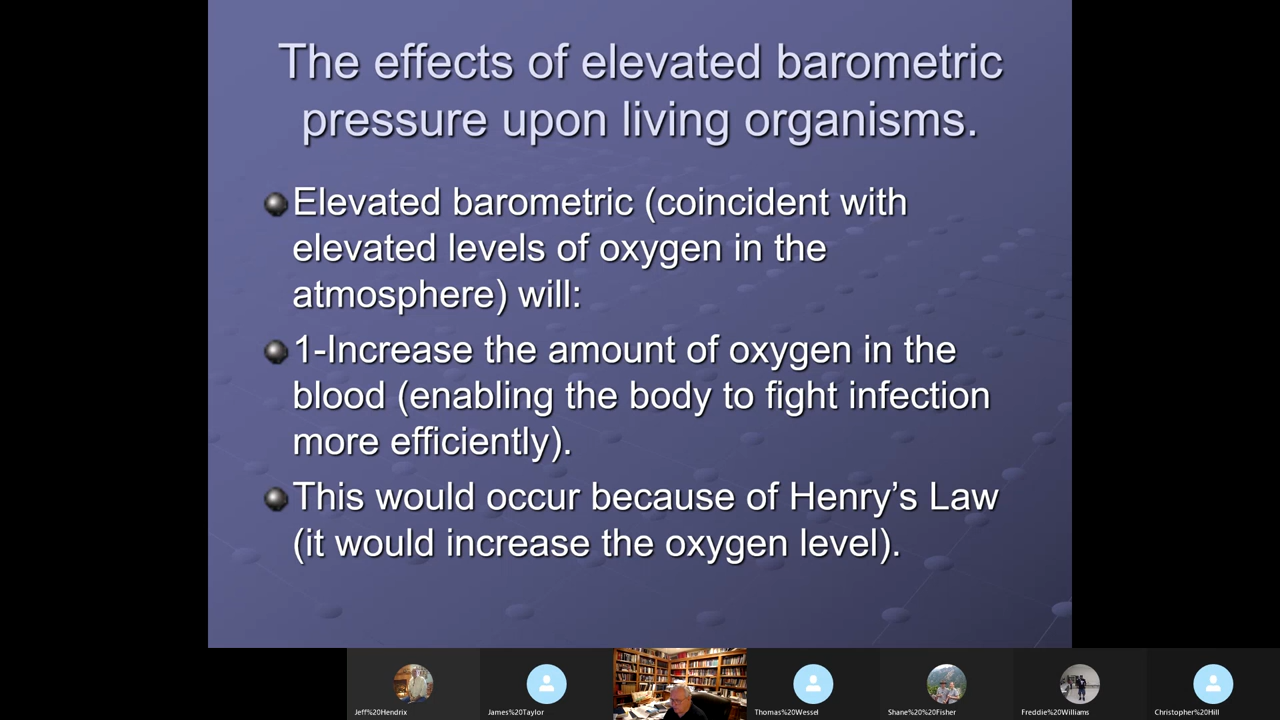 The effects of elevated barometric
pressure upon living organisms.
Elevated barometric (coincident with
elevated levels of oxygen in the
atmosphere) will:
1-Increase the amount of oxygen in the
blood (enabling the body to fight infection
more efficiently).
This would occur because of Henry’s Law
(it would increase the oxygen level).
Jeff%20Hendrix
James%20Taylor
Thomas%20Wessel
Shane%20%20Fisher
Freddie%20Williams
Christopher%20Hill